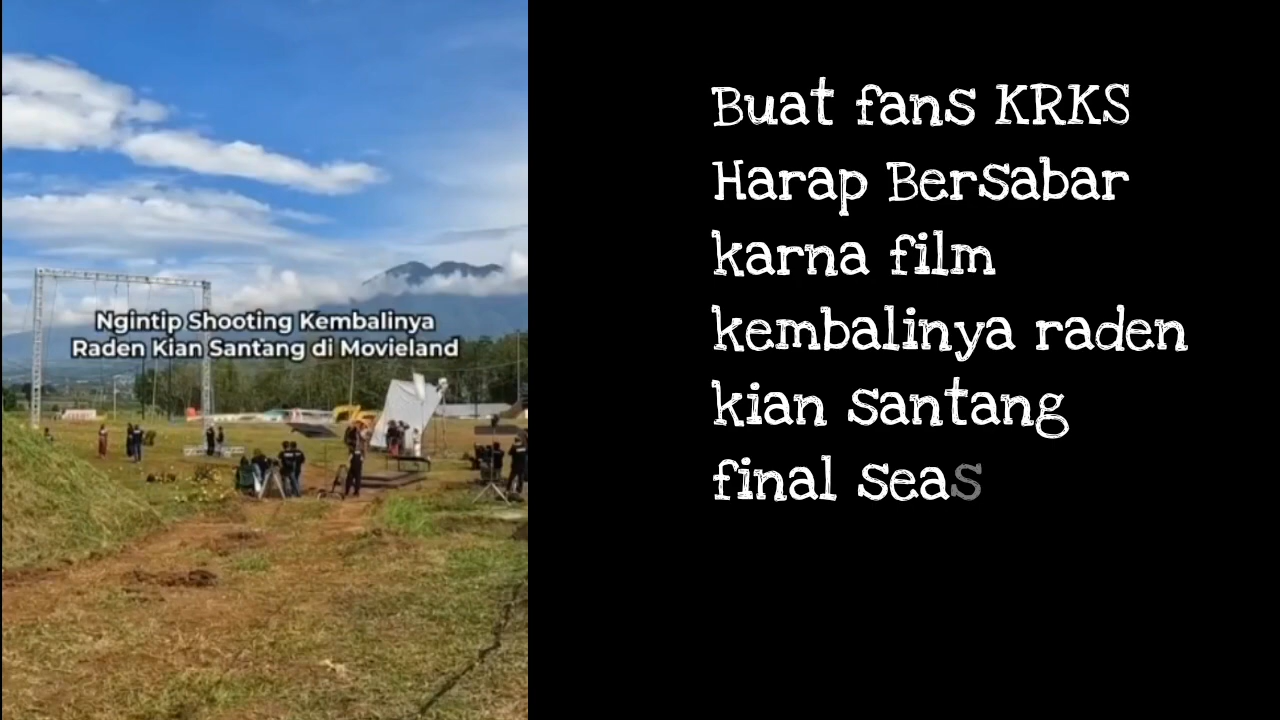 Ngintip Shooting Kembalinya
Raden Kian Santang di Movieland
Buat fans KRKS
Harap Bersabar
karna film
kembalinya raden
kian santang
final seas